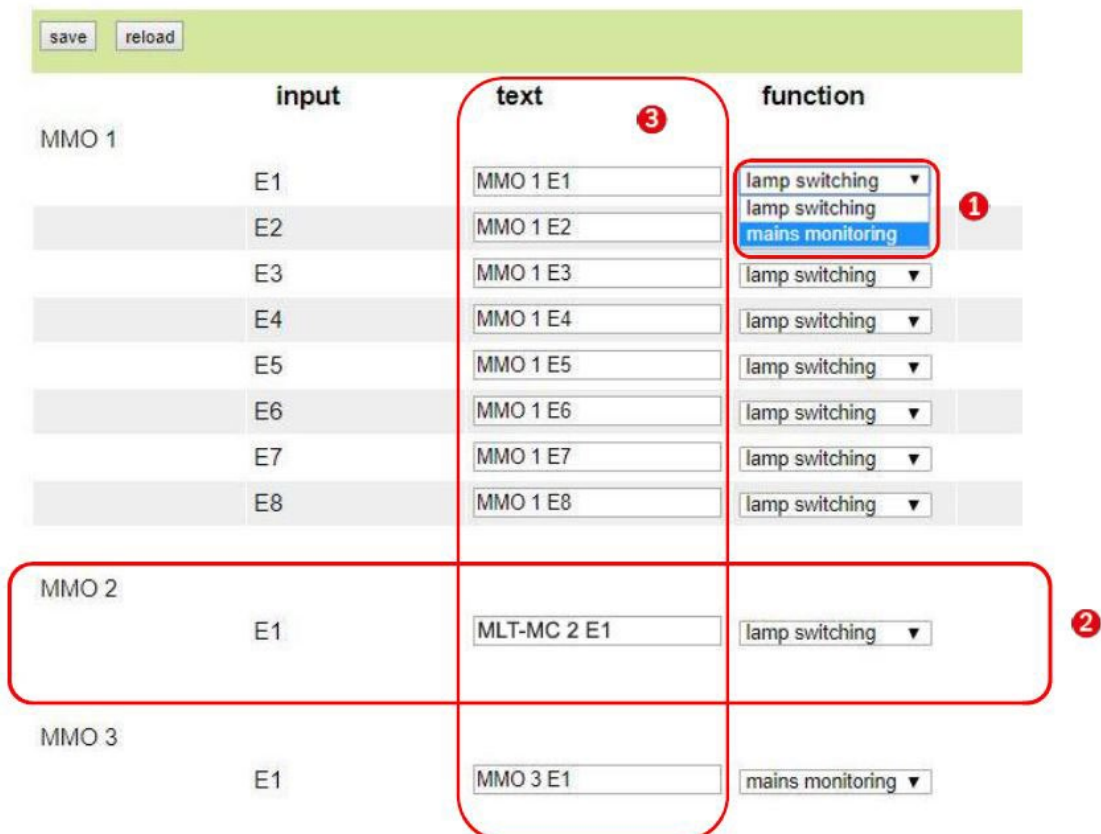 save reload
input text function
3
MMO 1
E1 MMO 1 E1 lamp switching
lamp switching
1
E2 MMO 1 E2 mains monitoring
E3 MMO 1 E3 lamp switching
E4 MMO 1 E4 lamp switching
E5 MMO 1 E5 lamp switching
E6 MMO 1 E6 lamp switching
E7 MMO 1 E7 lamp switching
E8 MMO 1 E8 lamp switching
MMO 2
E1 MLT-MC 2 E1 lamp switching 2
MMO 3
E1 MMO 3 E1 mains monitoring